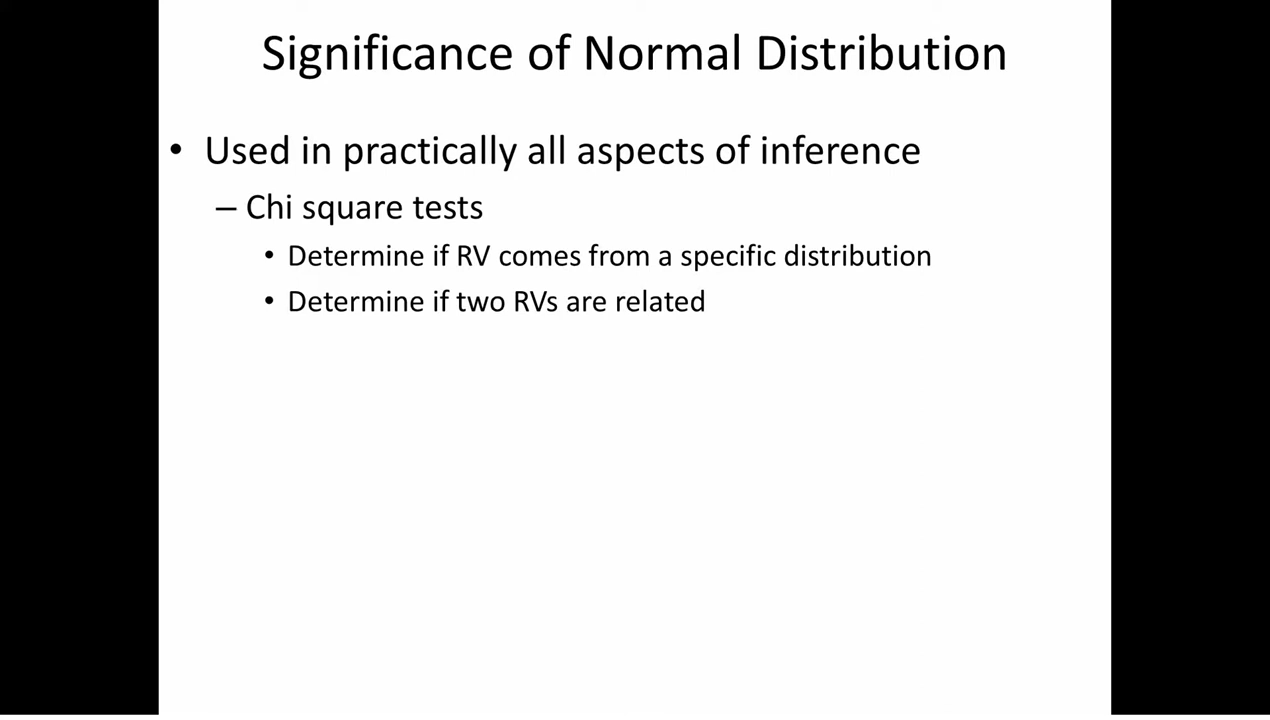 Significance of Normal Distribution
• Used in practically all aspects of inference
– Chi square tests
• Determine if RV comes from a specific distribution
• Determine if two RVs are related